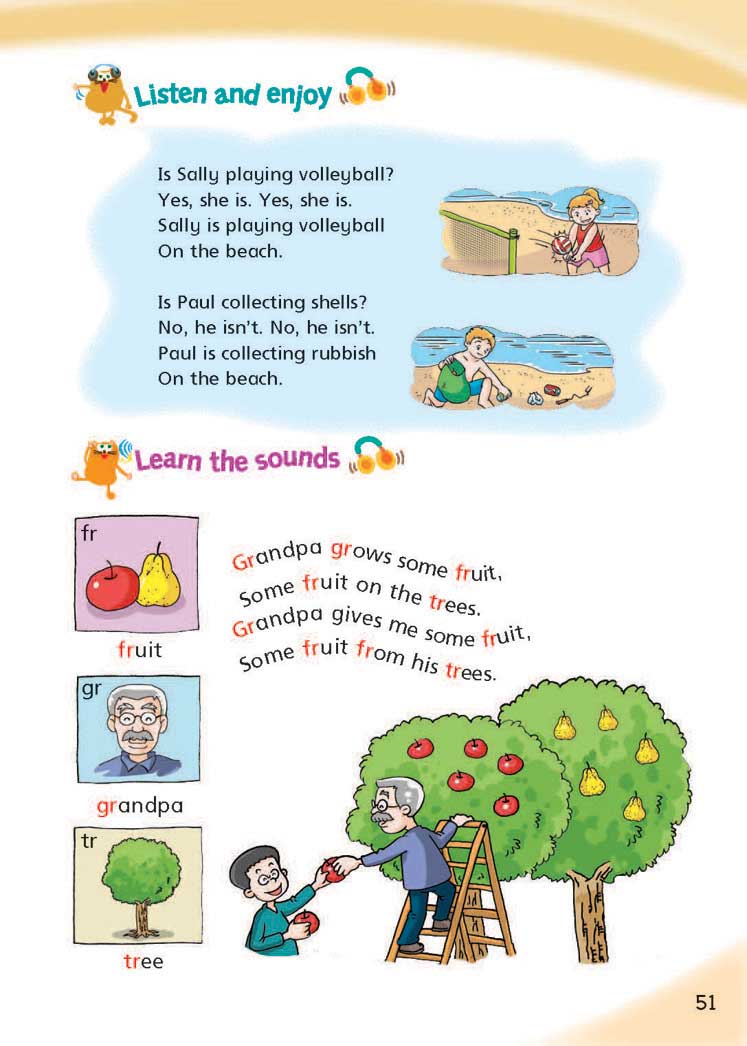 Listen and enjoy
Is Sally playing volleyball?
Yes, she is. Yes, she is.
Sally is playing volleyball
On the beach.
Is Paul collecting shells?
No, he isn't. No, he isn't.
Paul is collecting rubbish
On the beach.
Learn the sounds
fr
fruit
gr
grandpa
tr
tree
Grandpa grows some fruit,
Some fruit on the trees.
Grandpa gives me some fruit,
Some fruit from his trees.
51